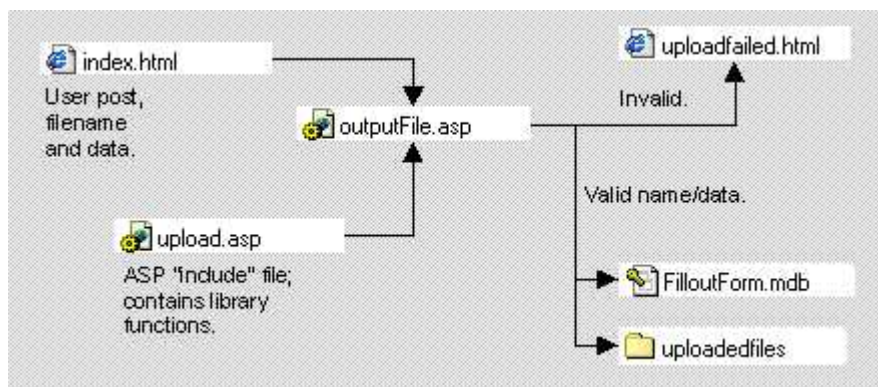 index.html
User post,
filename
and data.
uploadfailed.html
Invalid.
outputFile.asp
Valid name/data.
upload.asp
ASP "include" file;
contains library
functions.
FilloutForm.mdb
uploadedfiles